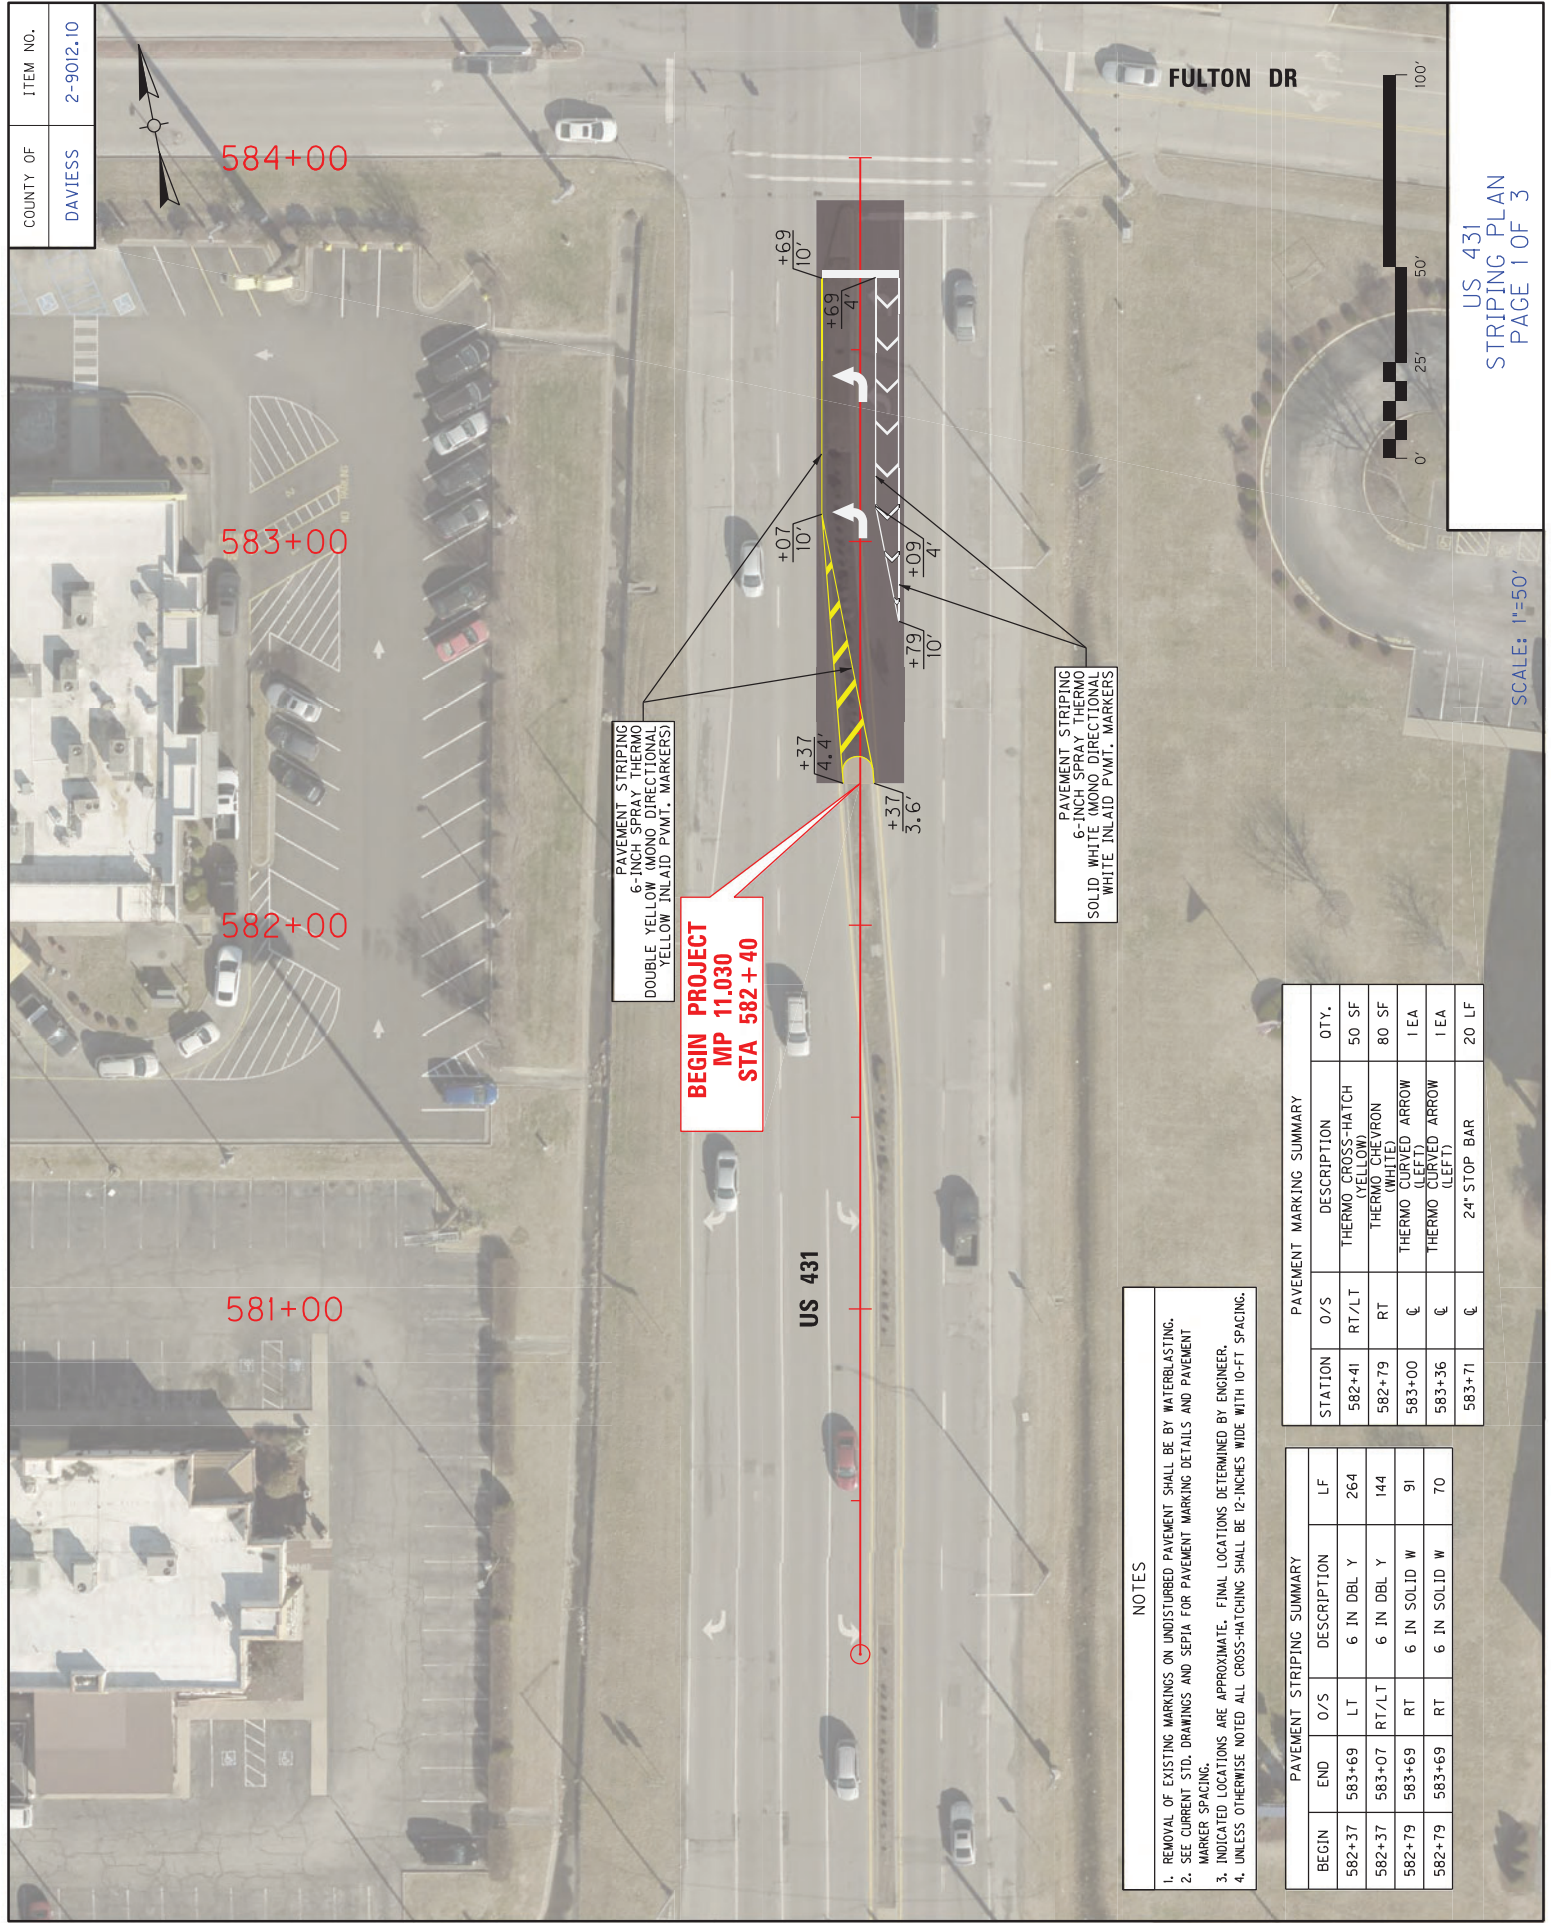 COUNTY OF
ITEM NO.
DAVIESS
2-9012.10
584+00
583+00
582+00
581+00
FULTON DR
US 431
BEGIN PROJECT
MP 11.030
STA 582+40
PAVEMENT STRIPING
6-INCH SPRAY THERMO
DOUBLE YELLOW (MONO DIRECTIONAL
YELLOW INLAID PVMT. MARKERS)
PAVEMENT STRIPING
6-INCH SPRAY THERMO
SOLID WHITE (MONO DIRECTIONAL
WHITE INLAID PVMT. MARKERS
+69
10'
+69
4'
+07
10'
+09
4'
+79
10'
+37
4.4'
+37
3.6'
NO PARKING
0'
25'
50'
100'
US 431
STRIPING PLAN
PAGE 1 OF 3
SCALE: 1"=50'
NOTES
1. REMOVAL OF EXISTING MARKINGS ON UNDISTURBED PAVEMENT SHALL BE BY WATERBLASTING.
2. SEE CURRENT STD. DRAWINGS AND SEPIA FOR PAVEMENT MARKING DETAILS AND PAVEMENT
MARKER SPACING.
3. INDICATED LOCATIONS ARE APPROXIMATE. FINAL LOCATIONS DETERMINED BY ENGINEER.
4. UNLESS OTHERWISE NOTED ALL CROSS-HATCHING SHALL BE 12-INCHES WIDE WITH 10-FT SPACING.
PAVEMENT STRIPING SUMMARY
BEGIN END O/S DESCRIPTION LF
582+37 583+69 LT 6 IN DBL Y 264
582+37 583+07 RT/LT 6 IN DBL Y 144
582+79 583+69 RT 6 IN SOLID W 91
582+79 583+69 RT 6 IN SOLID W 70
PAVEMENT MARKING SUMMARY
STATION O/S DESCRIPTION QTY.
582+41 RT/LT THERMO CROSS-HATCH (YELLOW) 50 SF
582+79 RT THERMO CHEVRON (WHITE) 80 SF
583+00 ℄ THERMO CURVED ARROW (LEFT) 1 EA
583+36 ℄ THERMO CURVED ARROW (LEFT) 1 EA
583+71 ℄ 24" STOP BAR 20 LF